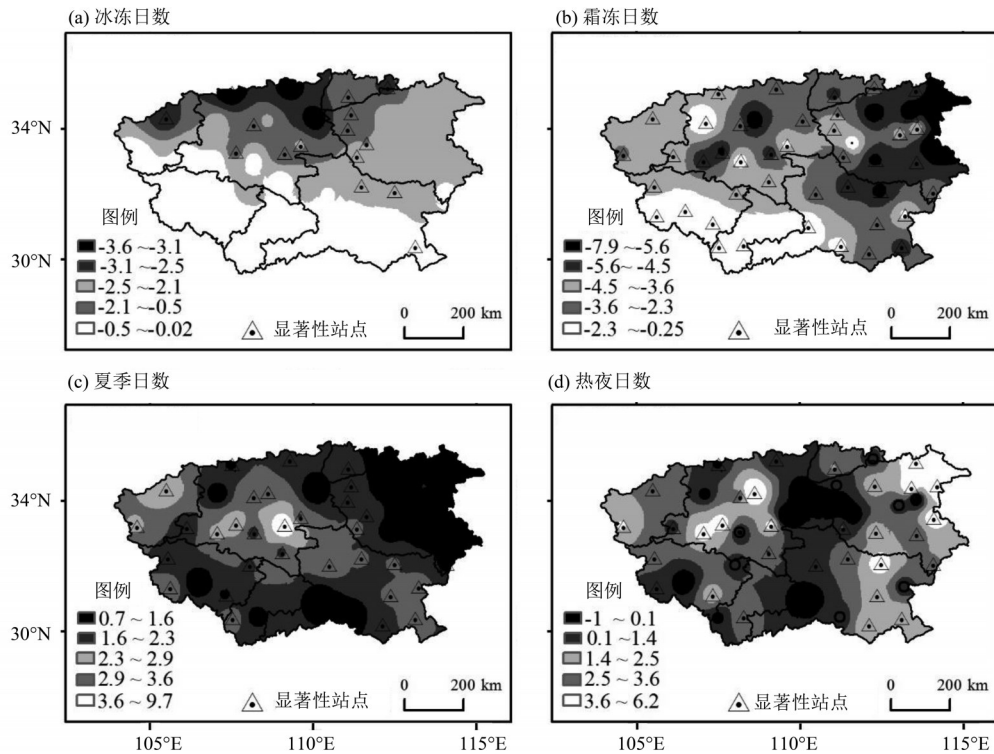 (a) 冰冻日数
(b) 霜冻日数
34°N
30°N
图例
-3.6 ~-3.1
-3.1 ~-2.5
-2.5 ~-2.1
-2.1 ~-0.5
-0.5 ~-0.02
显著性站点
0 200 km
图例
-7.9 ~-5.6
-5.6~ -4.5
-4.5 ~-3.6
-3.6 ~-2.3
-2.3 ~-0.25
显著性站点
0 200 km
(c) 夏季日数
(d) 热夜日数
34°N
30°N
图例
0.7 ~ 1.6
1.6 ~ 2.3
2.3 ~ 2.9
2.9 ~ 3.6
3.6 ~ 9.7
显著性站点
0 200 km
图例
-1 ~ 0.1
0.1 ~ 1.4
1.4 ~ 2.5
2.5 ~ 3.6
3.6 ~ 6.2
显著性站点
0 200 km
105°E 110°E 115°E
105°E 110°E 115°E